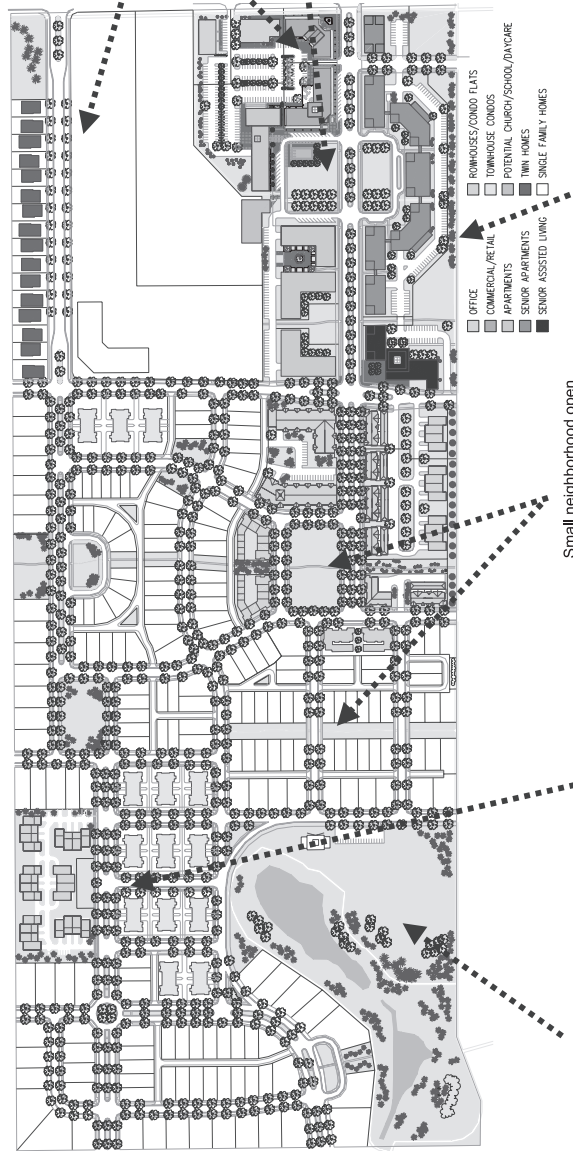 OFFICE
COMMERCIAL/RETAIL
APARTMENTS
SENIOR APARTMENTS
SENIOR ASSISTED LIVING
ROWHOUSES/CONDO FLATS
TOWNHOUSE CONDOS
POTENTIAL CHURCH/SCHOOL/DAYCARE
TWIN HOMES
SINGLE FAMILY HOMES
Small neighborhood open